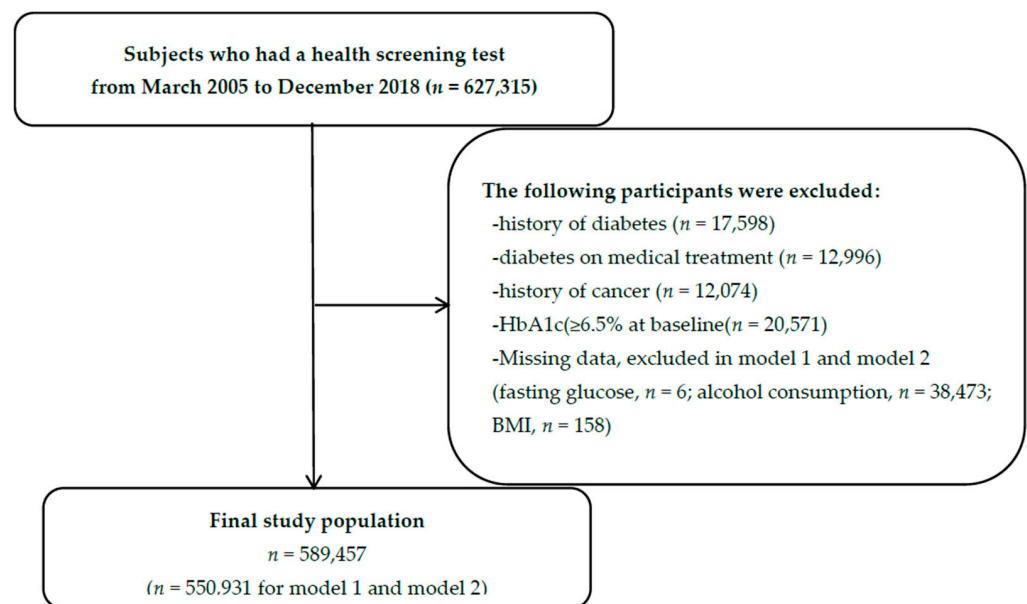 Subjects who had a health screening test
from March 2005 to December 2018 (n = 627,315)
The following participants were excluded:
-history of diabetes (n = 17,598)
-diabetes on medical treatment (n = 12,996)
-history of cancer (n = 12,074)
-HbA1c(≥6.5% at baseline(n = 20,571)
-Missing data, excluded in model 1 and model 2
(fasting glucose, n = 6; alcohol consumption, n = 38,473;
BMI, n = 158)
Final study population
n = 589,457
(n = 550.931 for model 1 and model 2)